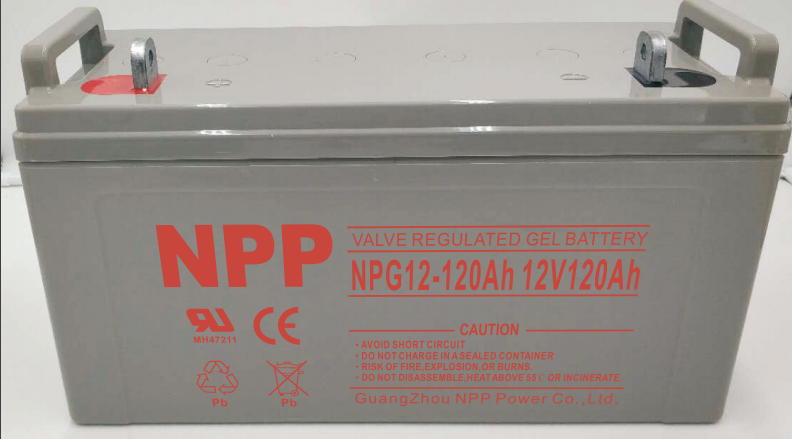 NPP
VALVE REGULATED GEL BATTERY
NPG12-120Ah 12V120Ah
MH47211
CE
CAUTION
• AVOID SHORT CIRCUIT
• DO NOT CHARGE IN A SEALED CONTAINER
• RISK OF FIRE,EXPLOSION,OR BURNS.
• DO NOT DISASSEMBLE,HEAT ABOVE 55℃ OR INCINERATE.
Pb
Pb
GuangZhou NPP Power Co.,Ltd.